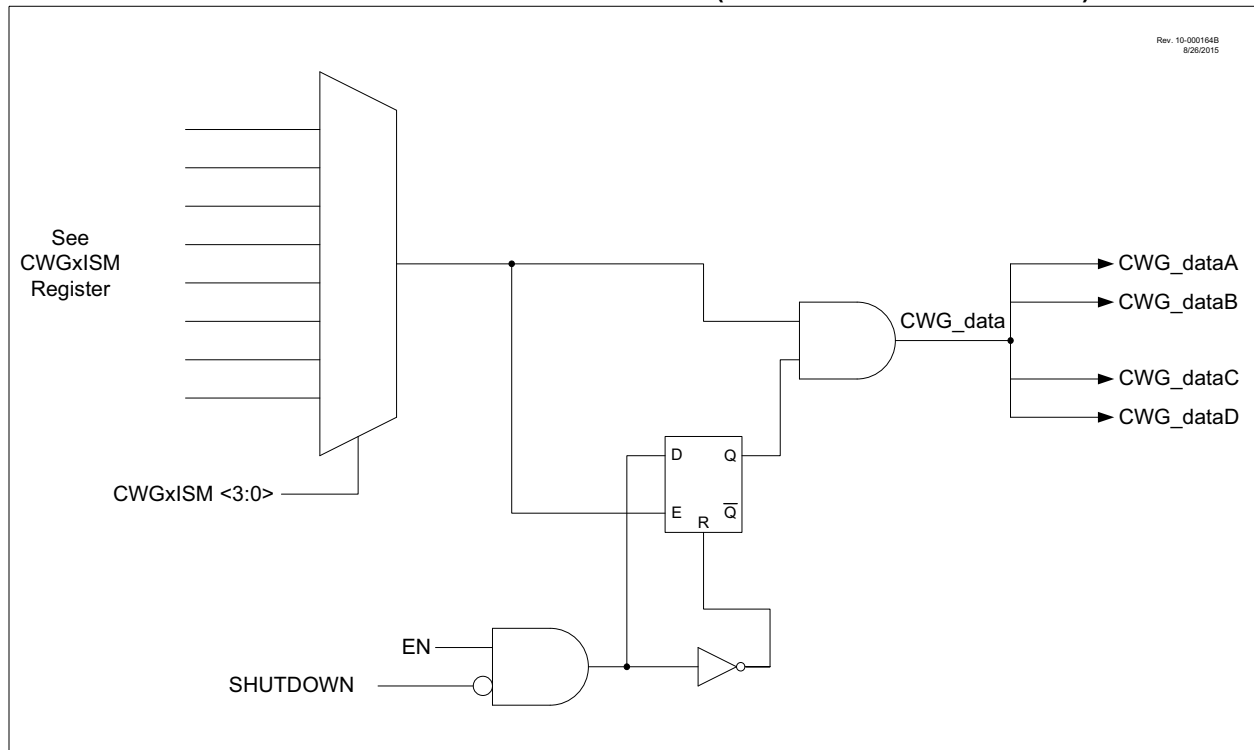 Rev. 10-000164B
8/26/2015
See
CWGxISM
Register
CWGxISM <3:0>
CWG_data
CWG_dataA
CWG_dataB
CWG_dataC
CWG_dataD
D
Q
E
Q
R
EN
SHUTDOWN